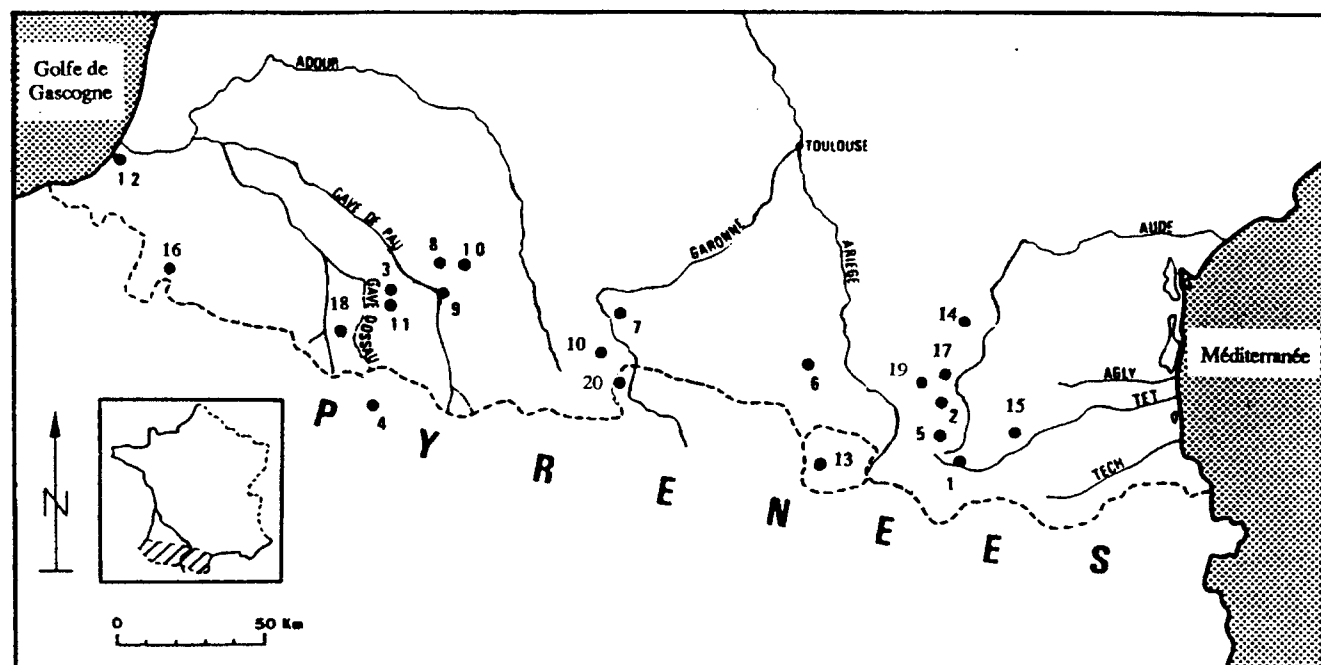 Golfe de
Gascogne
ADOUR
TOULOUSE
12
GAVE DE PAU
GARONNE
ARIEGE
AUDE
16
8
10
3
18
GAVE D'OSSAU
11
9
7
14
Méditerranée
10
17
19
20
6
2
AGLY
TET
15
4
5
13
1
TECH
P Y R E N E E S
N
0 50 Km